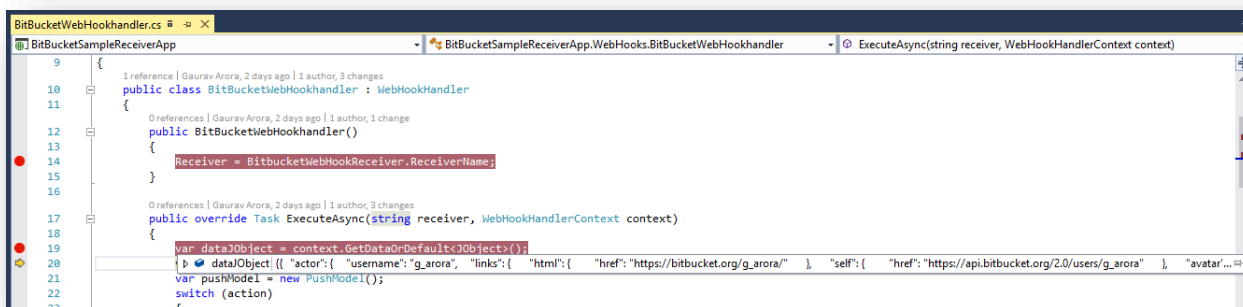 BitBucketWebHookhandler.cs
BitBucketSampleReceiverApp BitBucketSampleReceiverApp.WebHooks.BitBucketWebHookhandler ExecuteAsync(string receiver, WebHookHandlerContext context)
9 {
1 reference | Gaurav Arora, 2 days ago | 1 author, 3 changes
10 public class BitBucketWebHookhandler : WebHookHandler
11 {
0 references | Gaurav Arora, 2 days ago | 1 author, 1 change
12 public BitBucketWebHookhandler()
13 {
14 Receiver = BitbucketWebHookReceiver.ReceiverName;
15 }
16
0 references | Gaurav Arora, 2 days ago | 1 author, 3 changes
17 public override Task ExecuteAsync(string receiver, WebHookHandlerContext context)
18 {
19 var dataJObject = context.GetDataOrDefault<JObject>();
20 dataJObject {{ "actor": { "username": "g_arora", "links": { "html": { "href": "https://bitbucket.org/g_arora/" }, "self": { "href": "https://api.bitbucket.org/2.0/users/g_arora" }, "avatar'...
21 var pushModel = new PushModel();
22 switch (action)